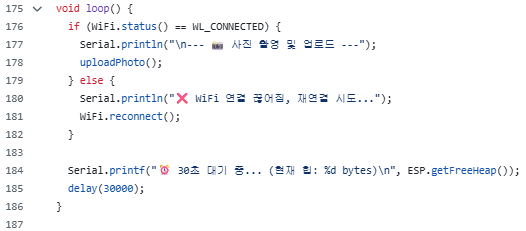 175 void loop() {
176 if (WiFi.status() == WL_CONNECTED) {
177 Serial.println("\n--- 📷 사진 촬영 및 업로드 ---");
178 uploadPhoto();
179 } else {
180 Serial.println("❌ WiFi 연결 끊어짐, 재연결 시도...");
181 WiFi.reconnect();
182 }
183
184 Serial.printf("⏰ 30초 대기 중... (현재 힙: %d bytes)\n", ESP.getFreeHeap());
185 delay(30000);
186 }
187